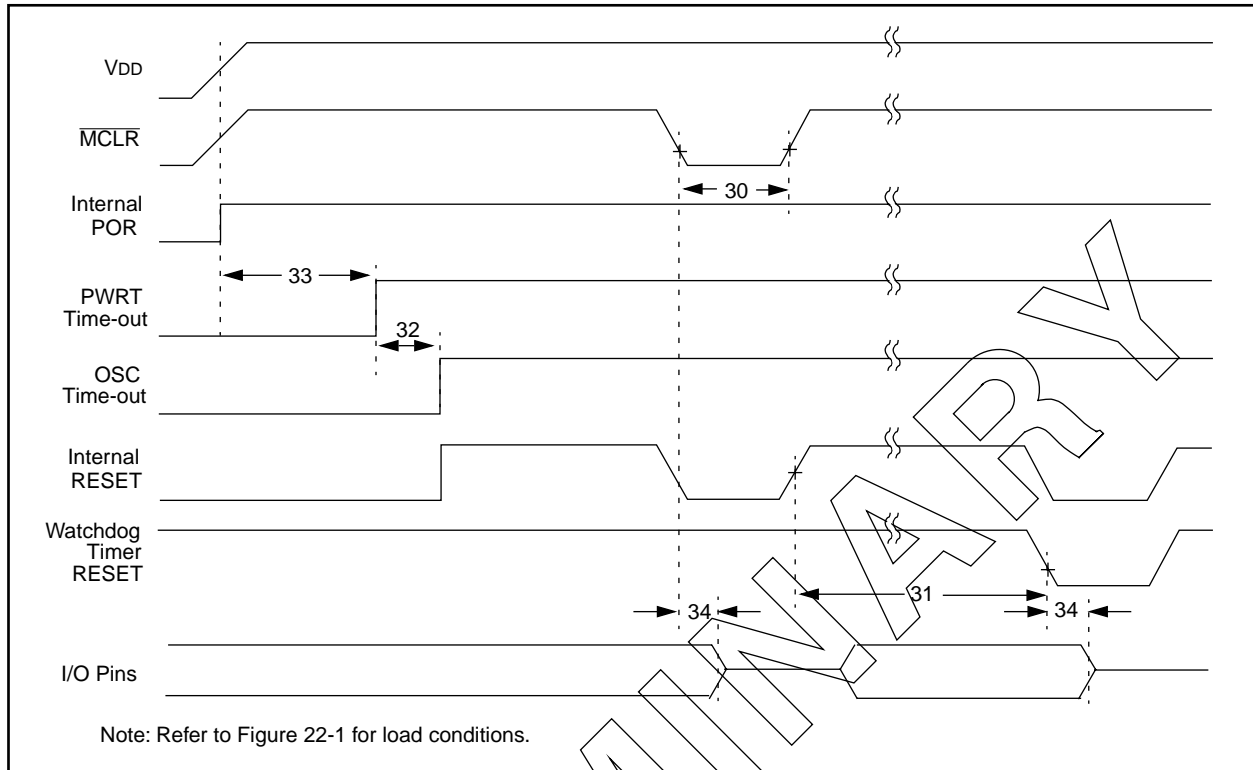 VDD
MCLR
30
Internal
POR
33
PWRT
Time-out
32
OSC
Time-out
Internal
RESET
Watchdog
Timer
RESET
31
34
34
I/O Pins
Note: Refer to Figure 22-1 for load conditions.
INARY